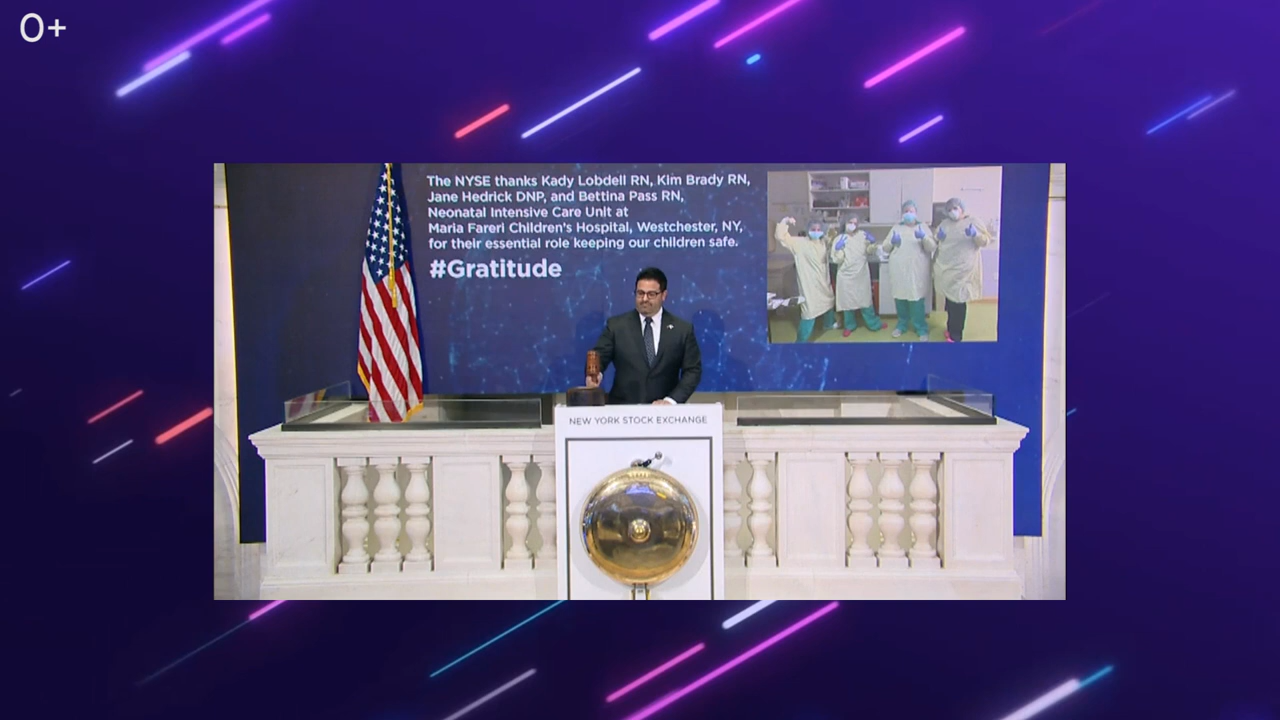 0+
The NYSE thanks Kady Lobdell RN, Kim Brady RN,
Jane Hedrick DNP, and Bettina Pass RN,
Neonatal Intensive Care Unit at
Maria Fareri Children's Hospital, Westchester, NY,
for their essential role keeping our children safe.
#Gratitude
NEW YORK STOCK EXCHANGE